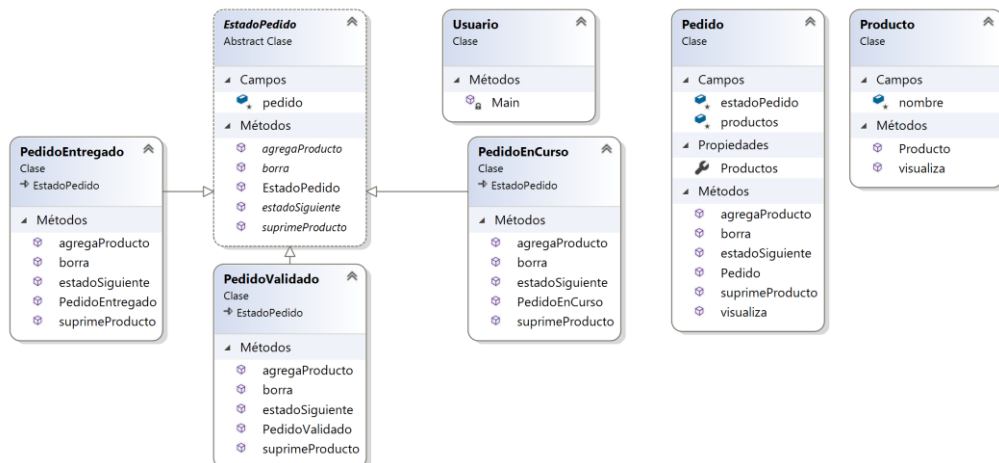 EstadoPedido
Abstract Clase
Campos
pedido
Métodos
agregaProducto
borra
EstadoPedido
estadoSiguiente
suprimeProducto
Usuario
Clase
Métodos
Main
Pedido
Clase
Campos
estadoPedido
productos
Propiedades
Productos
Métodos
agregaProducto
borra
estadoSiguiente
Pedido
suprimeProducto
visualiza
Producto
Clase
Campos
nombre
Métodos
Producto
visualiza
PedidoEntregado
Clase
EstadoPedido
Métodos
agregaProducto
borra
estadoSiguiente
PedidoEntregado
suprimeProducto
PedidoEnCurso
Clase
EstadoPedido
Métodos
agregaProducto
borra
estadoSiguiente
PedidoEnCurso
suprimeProducto
PedidoValidado
Clase
EstadoPedido
Métodos
agregaProducto
borra
estadoSiguiente
PedidoValidado
suprimeProducto